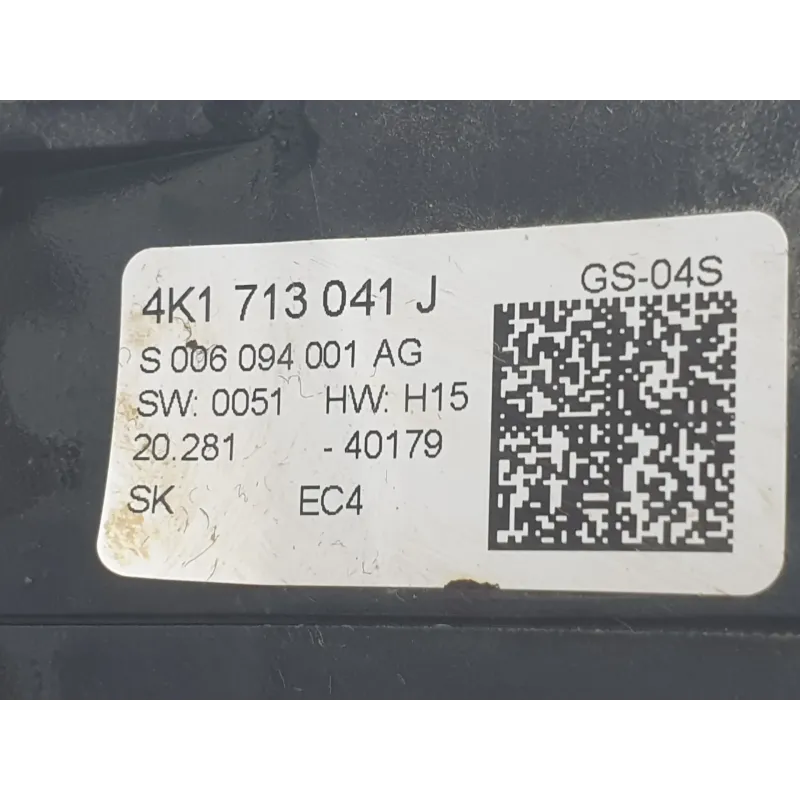 GS-04S
4K1 713 041 J
S 006 094 001 AG
SW: 0051 HW: H15
20.281 - 40179
SK EC4